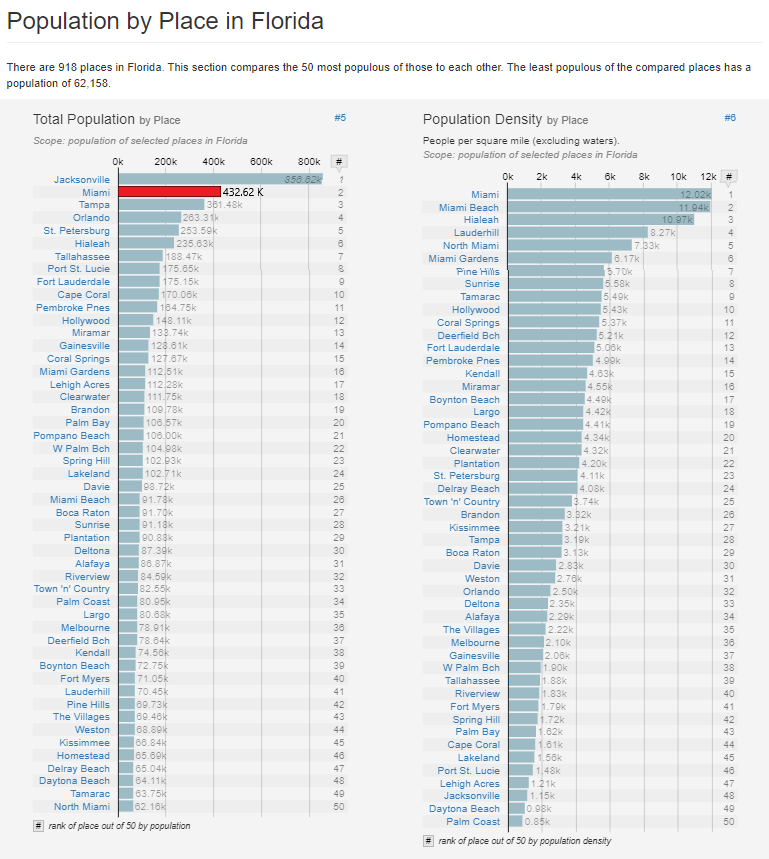 Population by Place in Florida
There are 918 places in Florida. This section compares the 50 most populous of those to each other. The least populous of the compared places has a
population of 62,158.
Total Population by Place #5
Scope: population of selected places in Florida
0k 200k 400k 600k 800k #
Jacksonville 856.62k 1
Miami 432.62 K 2
Tampa 361.48k 3
Orlando 263.31k 4
St. Petersburg 253.59k 5
Hialeah 235.63k 6
Tallahassee 188.47k 7
Port St. Lucie 175.65k 8
Fort Lauderdale 175.15k 9
Cape Coral 170.06k 10
Pembroke Pnes 164.75k 11
Hollywood 148.11k 12
Miramar 133.74k 13
Gainesville 128.61k 14
Coral Springs 127.67k 15
Miami Gardens 112.51k 16
Lehigh Acres 112.28k 17
Clearwater 111.75k 18
Brandon 109.78k 19
Palm Bay 106.57k 20
Pompano Beach 106.00k 21
W Palm Bch 104.98k 22
Spring Hill 102.93k 23
Lakeland 102.71k 24
Davie 98.72k 25
Miami Beach 91.78k 26
Boca Raton 91.70k 27
Sunrise 91.18k 28
Plantation 90.88k 29
Deltona 87.39k 30
Alafaya 86.87k 31
Riverview 84.59k 32
Town 'n' Country 82.55k 33
Palm Coast 80.95k 34
Largo 80.68k 35
Melbourne 78.91k 36
Deerfield Bch 78.64k 37
Kendall 74.56k 38
Boynton Beach 72.75k 39
Fort Myers 71.05k 40
Lauderhill 70.45k 41
Pine Hills 69.73k 42
The Villages 69.46k 43
Weston 68.89k 44
Kissimmee 66.84k 45
Homestead 65.69k 46
Delray Beach 65.04k 47
Daytona Beach 64.11k 48
Tamarac 63.75k 49
North Miami 62.16k 50
# rank of place out of 50 by population
Population Density by Place #6
People per square mile (excluding waters).
Scope: population of selected places in Florida
0k 2k 4k 6k 8k 10k 12k #
Miami 12.02k 1
Miami Beach 11.94k 2
Hialeah 10.97k 3
Lauderhill 8.27k 4
North Miami 7.33k 5
Miami Gardens 6.17k 6
Pine Hills 5.70k 7
Sunrise 5.58k 8
Tamarac 5.49k 9
Hollywood 5.43k 10
Coral Springs 5.37k 11
Deerfield Bch 5.21k 12
Fort Lauderdale 5.06k 13
Pembroke Pnes 4.99k 14
Kendall 4.63k 15
Miramar 4.55k 16
Boynton Beach 4.49k 17
Largo 4.42k 18
Pompano Beach 4.41k 19
Homestead 4.34k 20
Clearwater 4.32k 21
Plantation 4.20k 22
St. Petersburg 4.11k 23
Delray Beach 4.08k 24
Town 'n' Country 3.74k 25
Brandon 3.32k 26
Kissimmee 3.21k 27
Tampa 3.19k 28
Boca Raton 3.13k 29
Davie 2.83k 30
Weston 2.76k 31
Orlando 2.50k 32
Deltona 2.35k 33
Alafaya 2.29k 34
The Villages 2.22k 35
Melbourne 2.10k 36
Gainesville 2.06k 37
W Palm Bch 1.90k 38
Tallahassee 1.88k 39
Riverview 1.83k 40
Fort Myers 1.79k 41
Spring Hill 1.72k 42
Palm Bay 1.62k 43
Cape Coral 1.61k 44
Lakeland 1.56k 45
Port St. Lucie 1.48k 46
Lehigh Acres 1.21k 47
Jacksonville 1.15k 48
Daytona Beach 0.98k 49
Palm Coast 0.85k 50
# rank of place out of 50 by population density